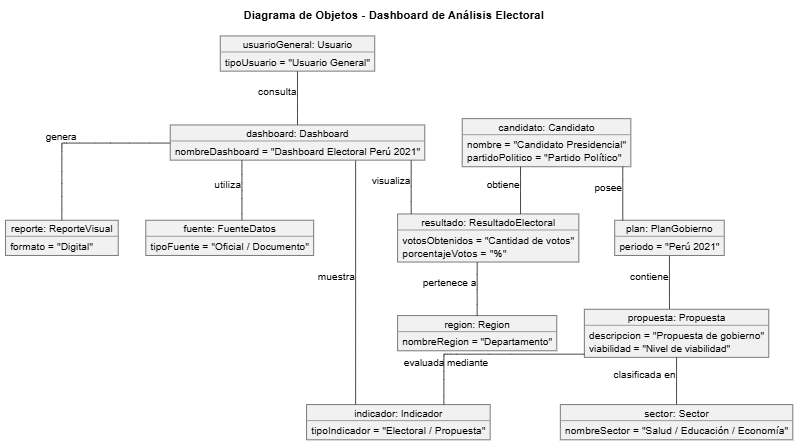 Diagrama de Objetos - Dashboard de Análisis Electoral
usuarioGeneral: Usuario
tipoUsuario = "Usuario General"
consulta
dashboard: Dashboard
nombreDashboard = "Dashboard Electoral Perú 2021"
candidato: Candidato
nombre = "Candidato Presidencial"
partidoPolitico = "Partido Político"
genera
utiliza
visualiza
obtiene
posee
reporte: ReporteVisual
formato = "Digital"
fuente: FuenteDatos
tipoFuente = "Oficial / Documento"
resultado: ResultadoElectoral
votosObtenidos = "Cantidad de votos"
porcentajeVotos = "%"
plan: PlanGobierno
periodo = "Perú 2021"
muestra
pertenece a
contiene
region: Region
nombreRegion = "Departamento"
propuesta: Propuesta
descripcion = "Propuesta de gobierno"
viabilidad = "Nivel de viabilidad"
evaluada mediante
clasificada en
indicador: Indicador
tipoIndicador = "Electoral / Propuesta"
sector: Sector
nombreSector = "Salud / Educación / Economía"